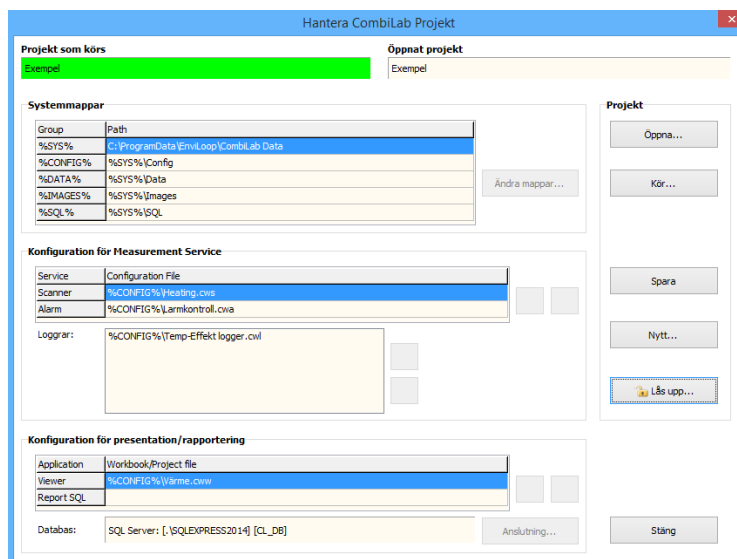 Hantera CombiLab Projekt
Projekt som körs
Öppnat projekt
Exempel
Exempel
Systemmappar
Group Path
%SYS% C:\ProgramData\EnviLoop\CombiLab Data
%CONFIG% %SYS%\Config
%DATA% %SYS%\Data
%IMAGES% %SYS%\Images
%SQL% %SYS%\SQL
Ändra mappar...
Konfiguration för Measurement Service
Service Configuration File
Scanner %CONFIG%\Heating.cws
Alarm %CONFIG%\Larmkontroll.cwa
Loggrar: %CONFIG%\Temp-Effekt logger.cwl
Konfiguration för presentation/rapportering
Application Workbook/Project file
Viewer %CONFIG%\Värme.cww
Report SQL
Databas: SQL Server: [.\SQLEXPRESS2014] [CL_DB]
Anslutning...
Projekt
Öppna...
Kör...
Spara
Nytt...
Lås upp...
Stäng